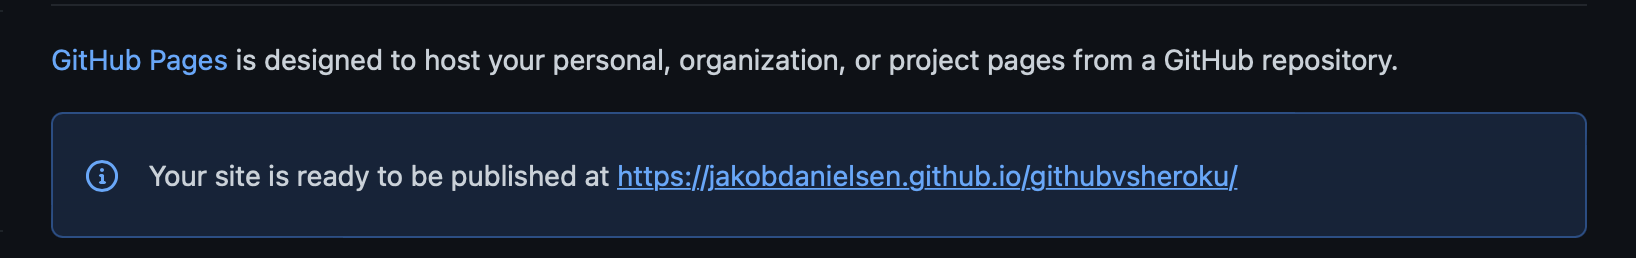 GitHub Pages is designed to host your personal, organization, or project pages from a GitHub repository.
Your site is ready to be published at https://jakobdanielsen.github.io/githubvsheroku/